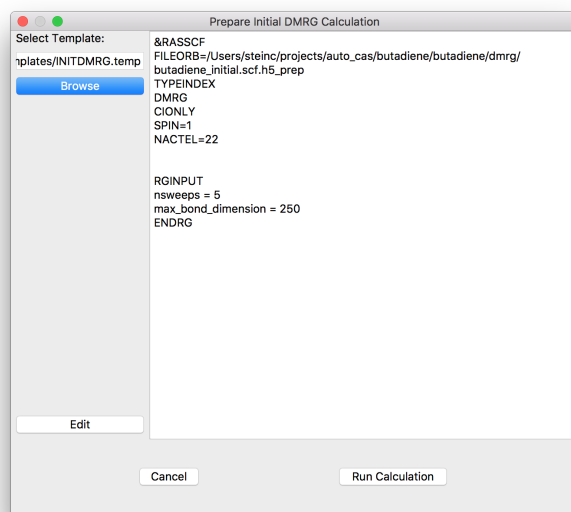 Prepare Initial DMRG Calculation
Select Template:
nplates/INITDMRG.temp
Browse
&RASSCF
FILEORB=/Users/steinc/projects/auto_cas/butadiene/butadiene/dmrg/
butadiene_initial.scf.h5_prep
TYPEINDEX
DMRG
CIONLY
SPIN=1
NACTEL=22
RGINPUT
nsweeps = 5
max_bond_dimension = 250
ENDRG
Edit
Cancel
Run Calculation